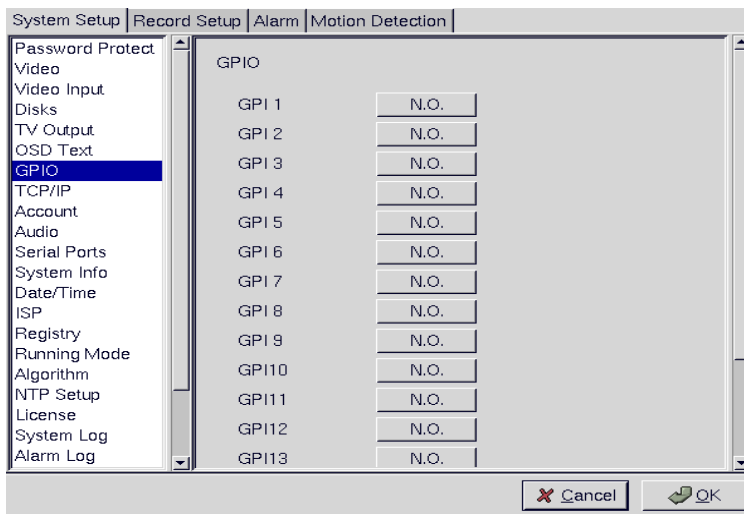 System Setup Record Setup Alarm Motion Detection
Password Protect
Video
Video Input
Disks
TV Output
OSD Text
GPIO
TCP/IP
Account
Audio
Serial Ports
System Info
Date/Time
ISP
Registry
Running Mode
Algorithm
NTP Setup
License
System Log
Alarm Log
GPIO
GPI 1 N.O.
GPI 2 N.O.
GPI 3 N.O.
GPI 4 N.O.
GPI 5 N.O.
GPI 6 N.O.
GPI 7 N.O.
GPI 8 N.O.
GPI 9 N.O.
GPI10 N.O.
GPI11 N.O.
GPI12 N.O.
GPI13 N.O.
Cancel OK